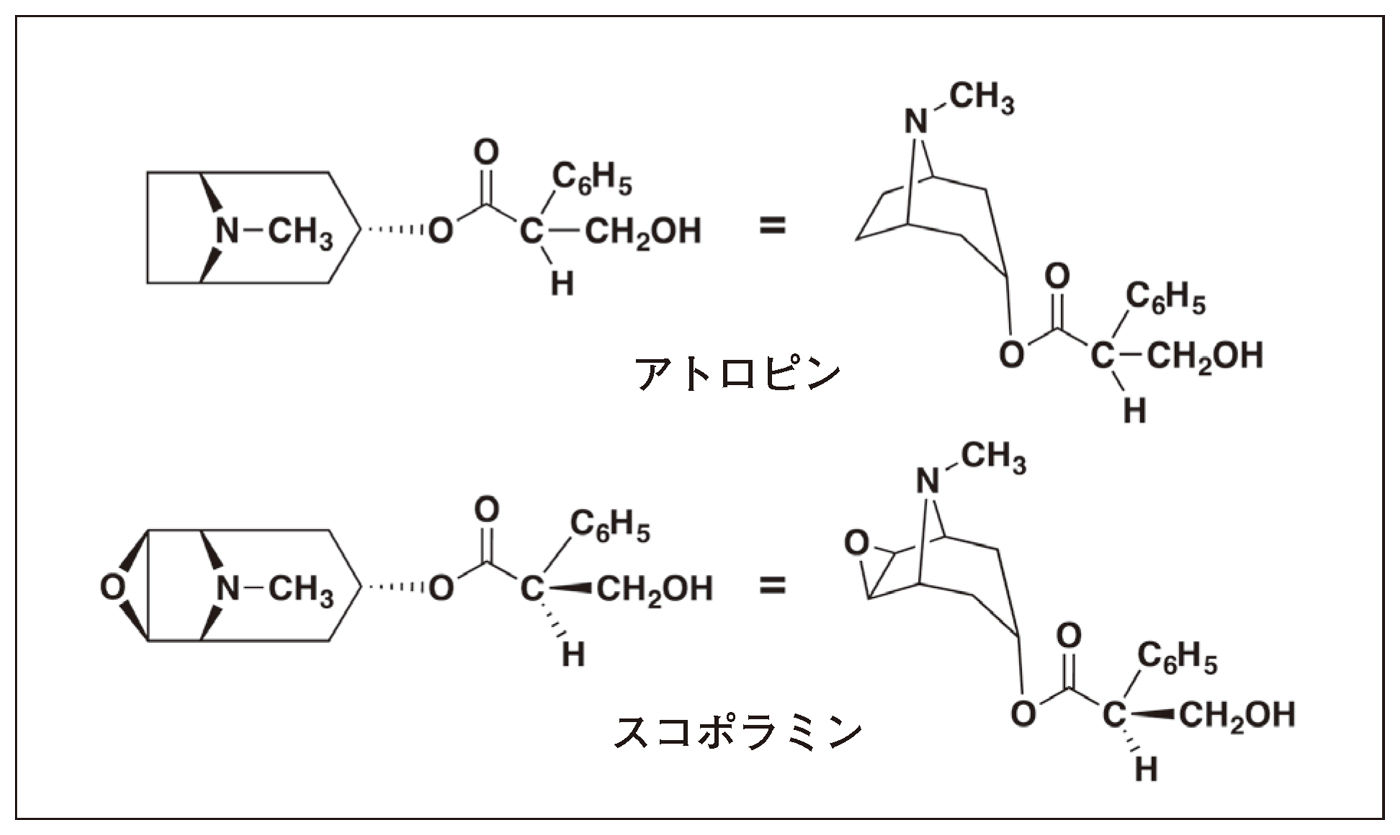 O C₆H₅
N–CH₃ O C–CH₂OH
H
=
N–CH₃
O C₆H₅
O C–CH₂OH
H
アトロピン
O C₆H₅
O N–CH₃ O C CH₂OH
H
=
N–CH₃
O
O C₆H₅
O C CH₂OH
H
スコポラミン